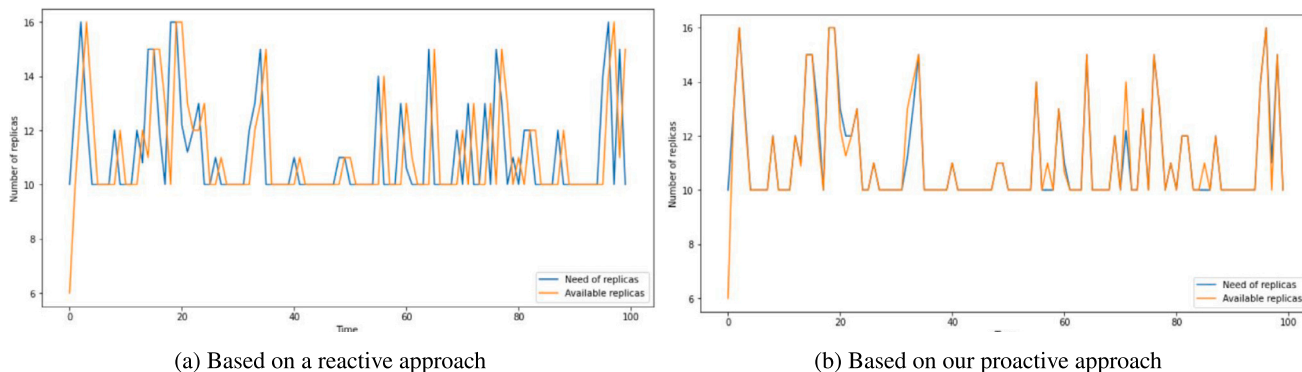 16
14
12
10
8
6
Number of replicas
0
20
40
60
80
100
Time
Need of replicas
Available replicas
(a) Based on a reactive approach
16
14
12
10
8
6
Number of replicas
0
20
40
60
80
100
Need of replicas
Available replicas
(b) Based on our proactive approach